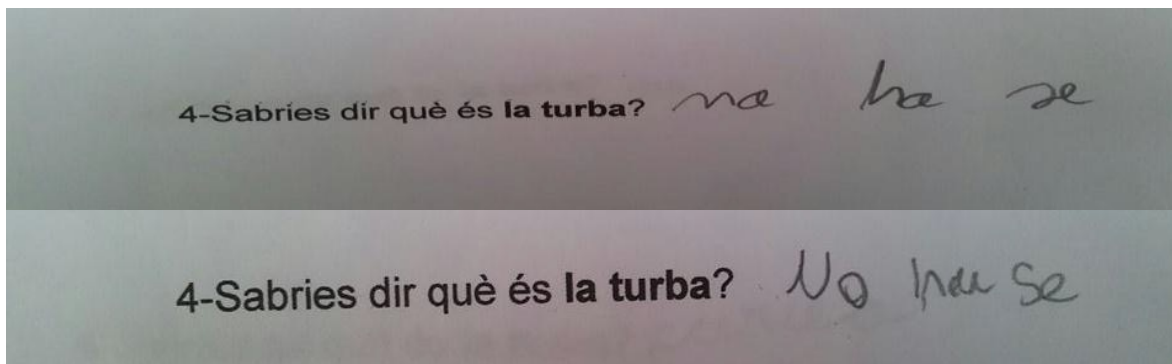 4-Sabries dir què és la turba? no ho se
4-Sabries dir què és la turba? No hau se